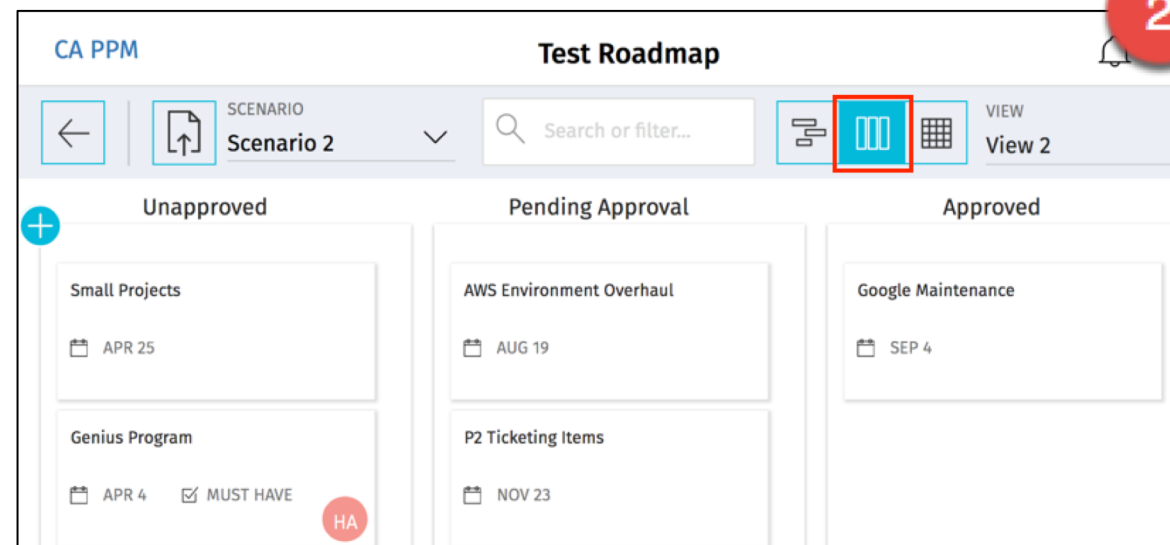 2
CA PPM
Test Roadmap
SCENARIO
Scenario 2
Search or filter...
VIEW
View 2
Unapproved
Pending Approval
Approved
Small Projects
APR 25
AWS Environment Overhaul
AUG 19
Google Maintenance
SEP 4
Genius Program
APR 4 MUST HAVE
HA
P2 Ticketing Items
NOV 23